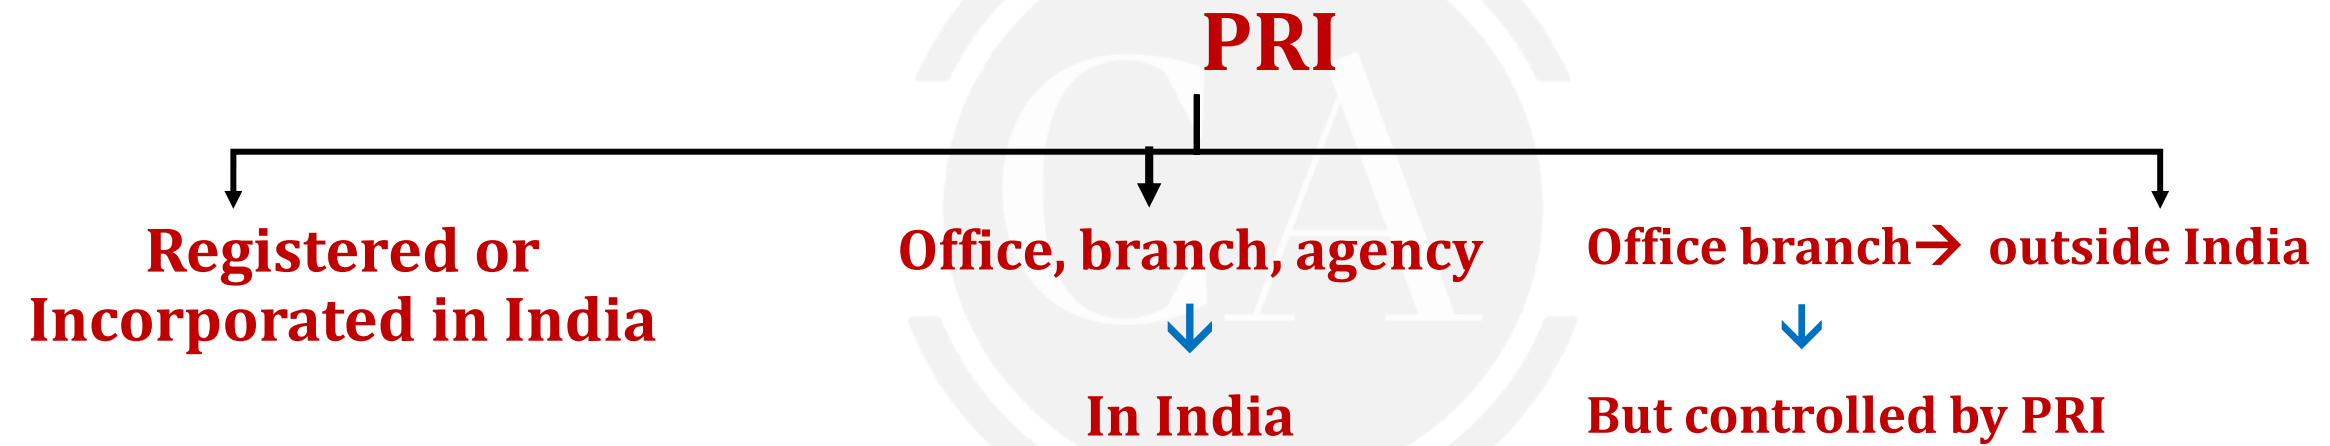 PRI
Registered or
Incorporated in India
Office, branch, agency
In India
Office branch→ outside India
But controlled by PRI
CA